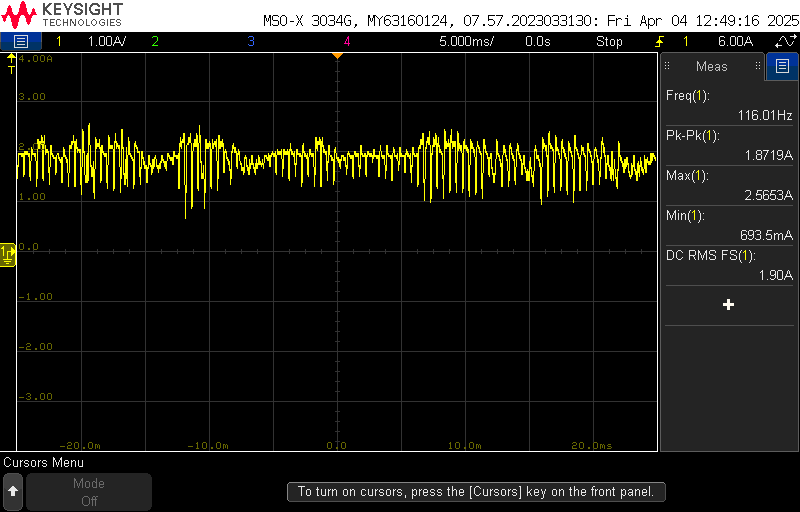 KEYSIGHT
TECHNOLOGIES
MSO-X 3034G, MY63160124, 07.57.2023033130: Fri Apr 04 12:49:16 2025
1 1.00A/ 2 3 4 5.000ms/ 0.0s Stop 1 6.00A
T
4.00A
3.00
2.00
1.00
0.0
1
-1.00
-2.00
-3.00
-20.0m -10.0m 0.0 10.0m 20.0ms
Meas
Freq(1):
116.01Hz
Pk-Pk(1):
1.8719A
Max(1):
2.5653A
Min(1):
693.5mA
DC RMS FS(1):
1.90A
Cursors Menu
Mode
Off
To turn on cursors, press the [Cursors] key on the front panel.